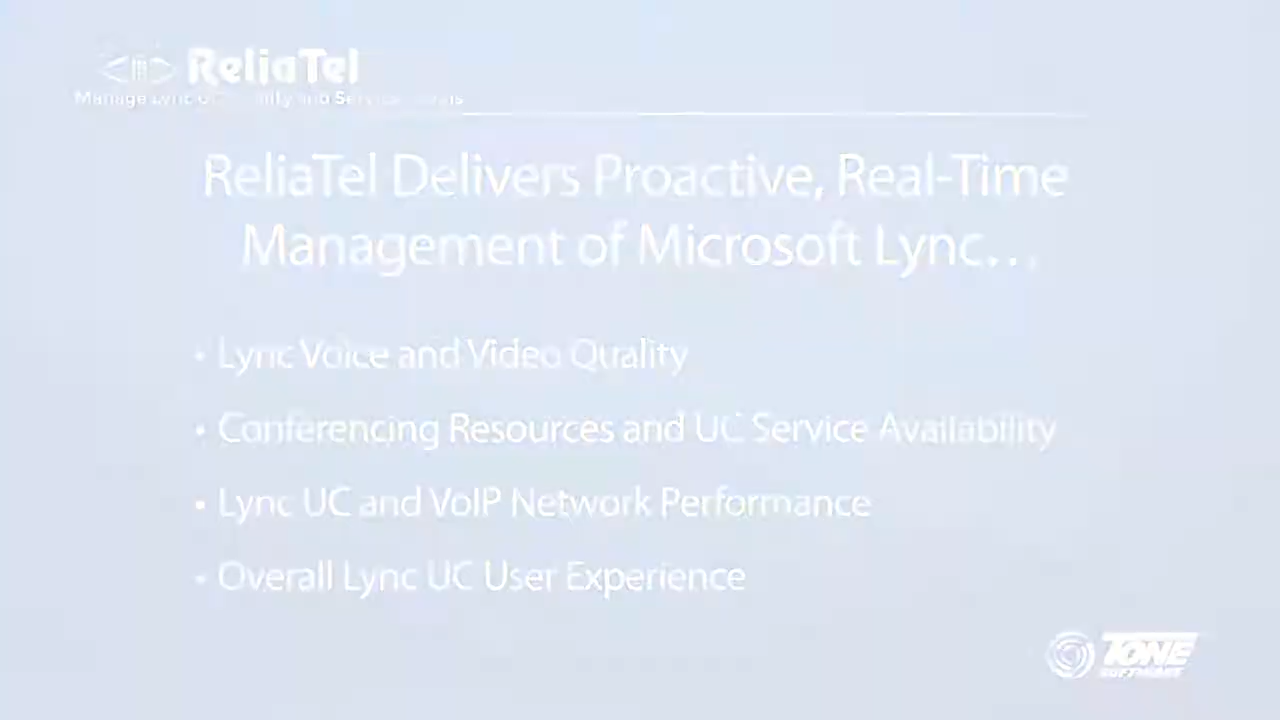 ReliaTel
Manage Lync UC Quality and Service Levels
ReliaTel Delivers Proactive, Real-Time
Management of Microsoft Lync...
• Lync Voice and Video Quality
• Conferencing Resources and UC Service Availability
• Lync UC and VoIP Network Performance
• Overall Lync UC User Experience
TONE
SOFTWARE